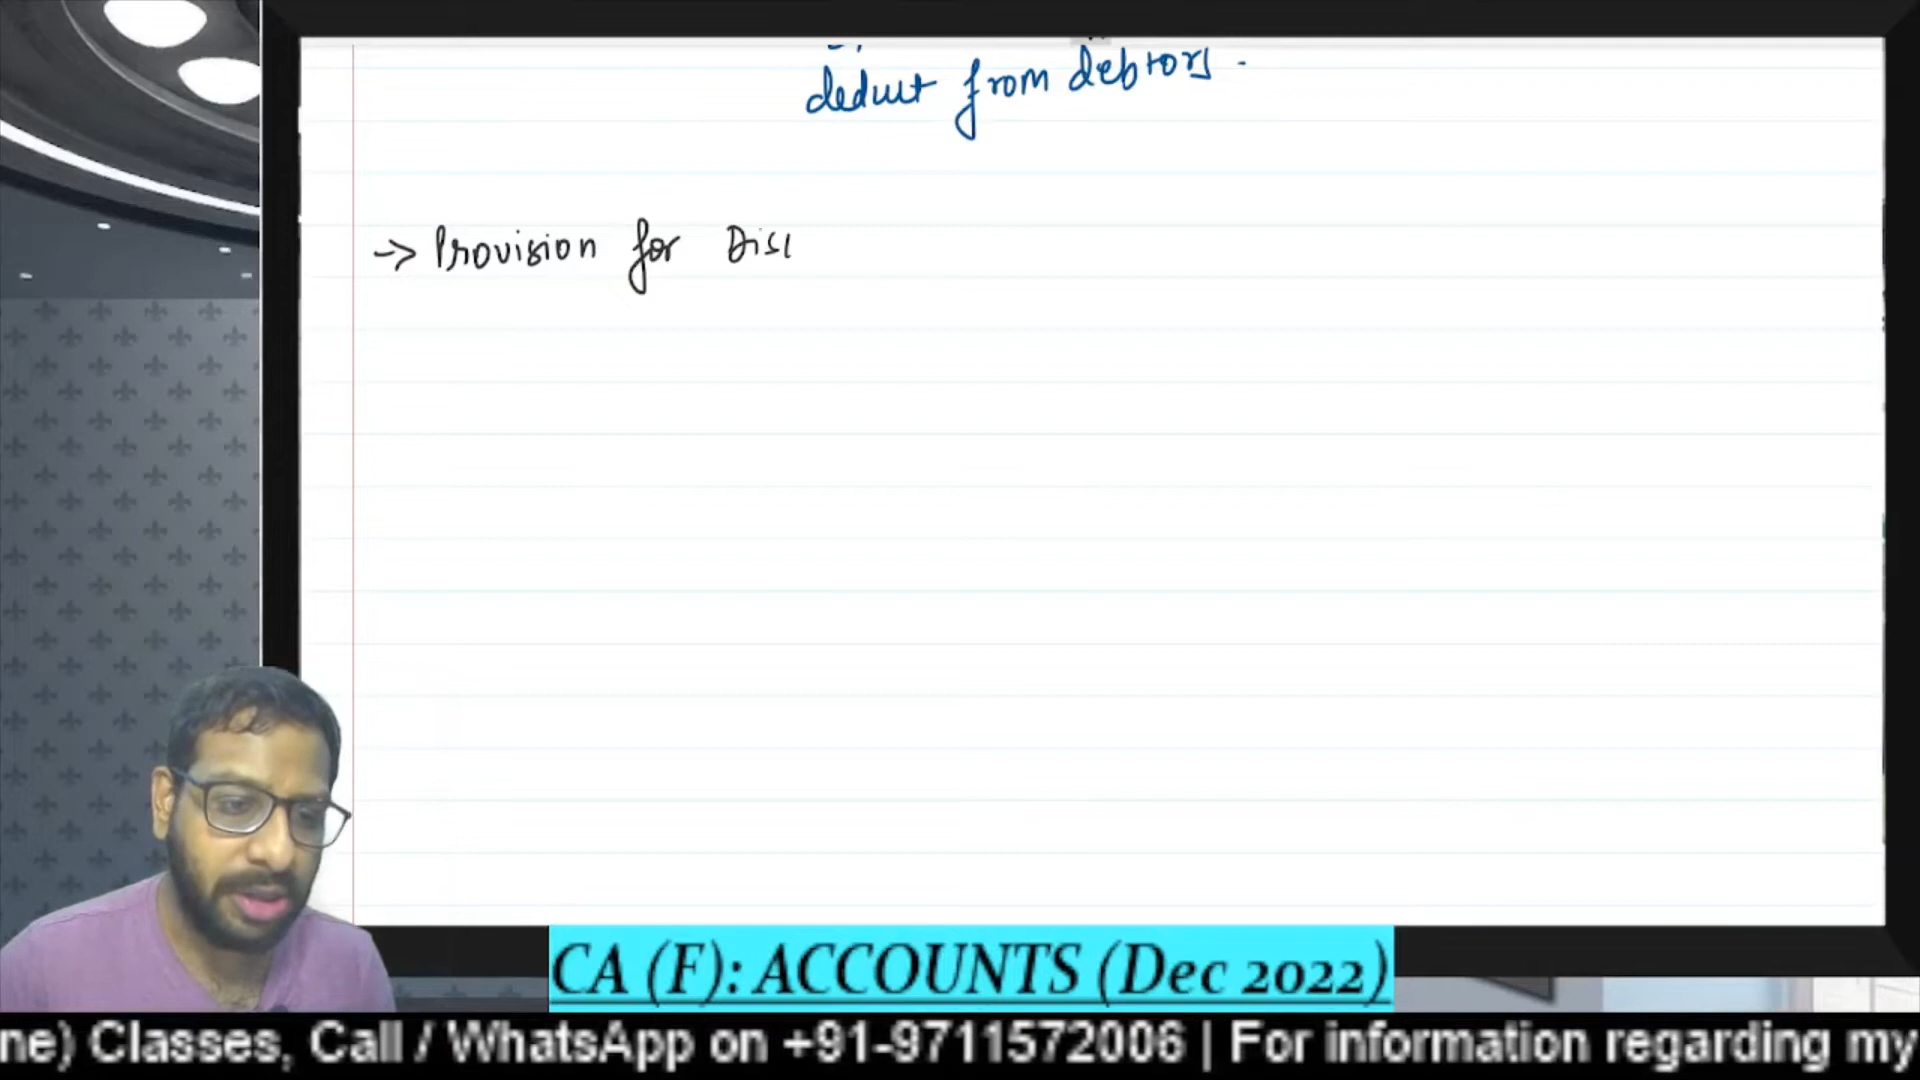 deduct from debtors.
-> Provision for Disc
CA (F): ACCOUNTS (Dec 2022)
ne) Classes, Call / WhatsApp on +91-9711572006 | For information regarding my